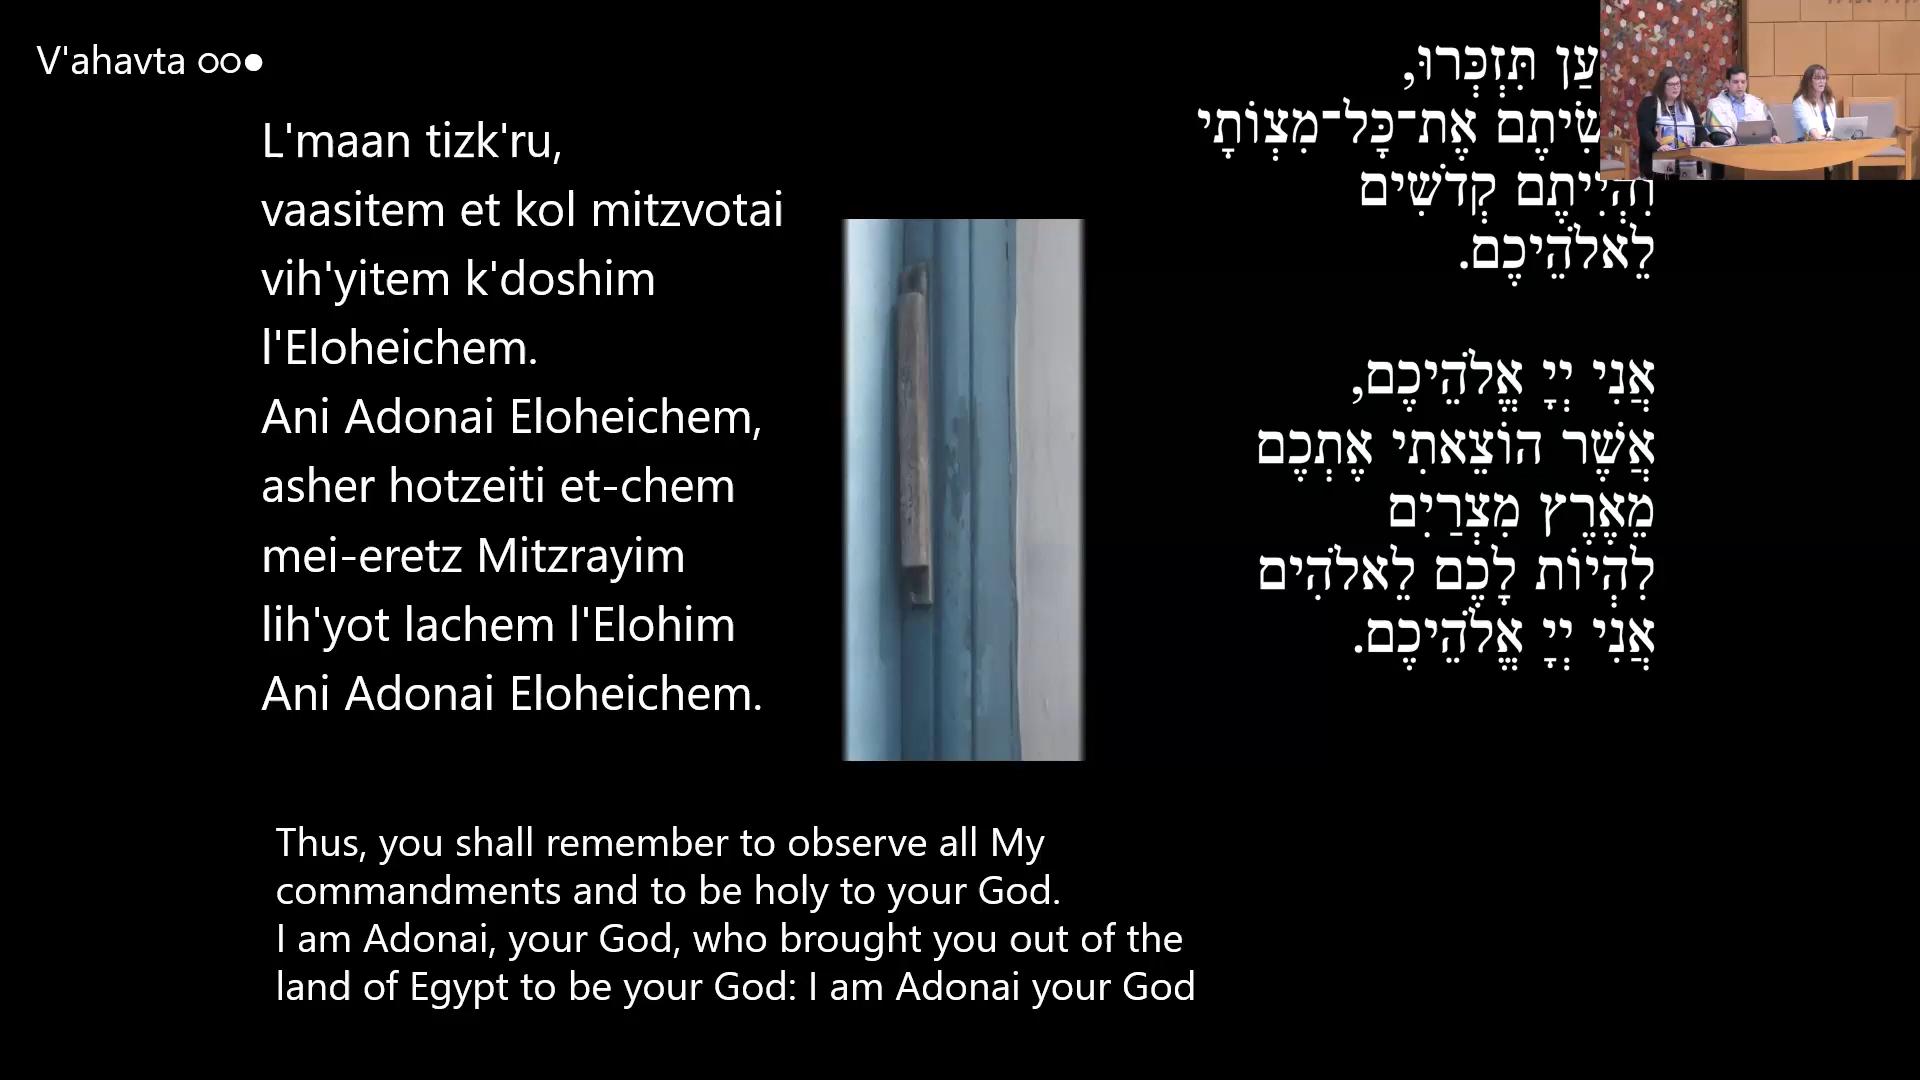 V'ahavta ○○●
L'maan tizk'ru,
vaasitem et kol mitzvotai
vih'yitem k'doshim
l'Eloheichem.
Ani Adonai Eloheichem,
asher hotzeiti et-chem
mei-eretz Mitzrayim
lih'yot lachem l'Elohim
Ani Adonai Eloheichem.
תִּזְכְּרוּ,
אֶת־כָּל־מִצְוֹתָי
וִהְיִיתֶם קְדֹשִׁים
לֵאלֹהֵיכֶם.
אֲנִי יְיָ אֱלֹהֵיכֶם,
אֲשֶׁר הוֹצֵאתִי אֶתְכֶם
מֵאֶרֶץ מִצְרַיִם
לִהְיוֹת לָכֶם לֵאלֹהִים
אֲנִי יְיָ אֱלֹהֵיכֶם.
Thus, you shall remember to observe all My
commandments and to be holy to your God.
I am Adonai, your God, who brought you out of the
land of Egypt to be your God: I am Adonai your God